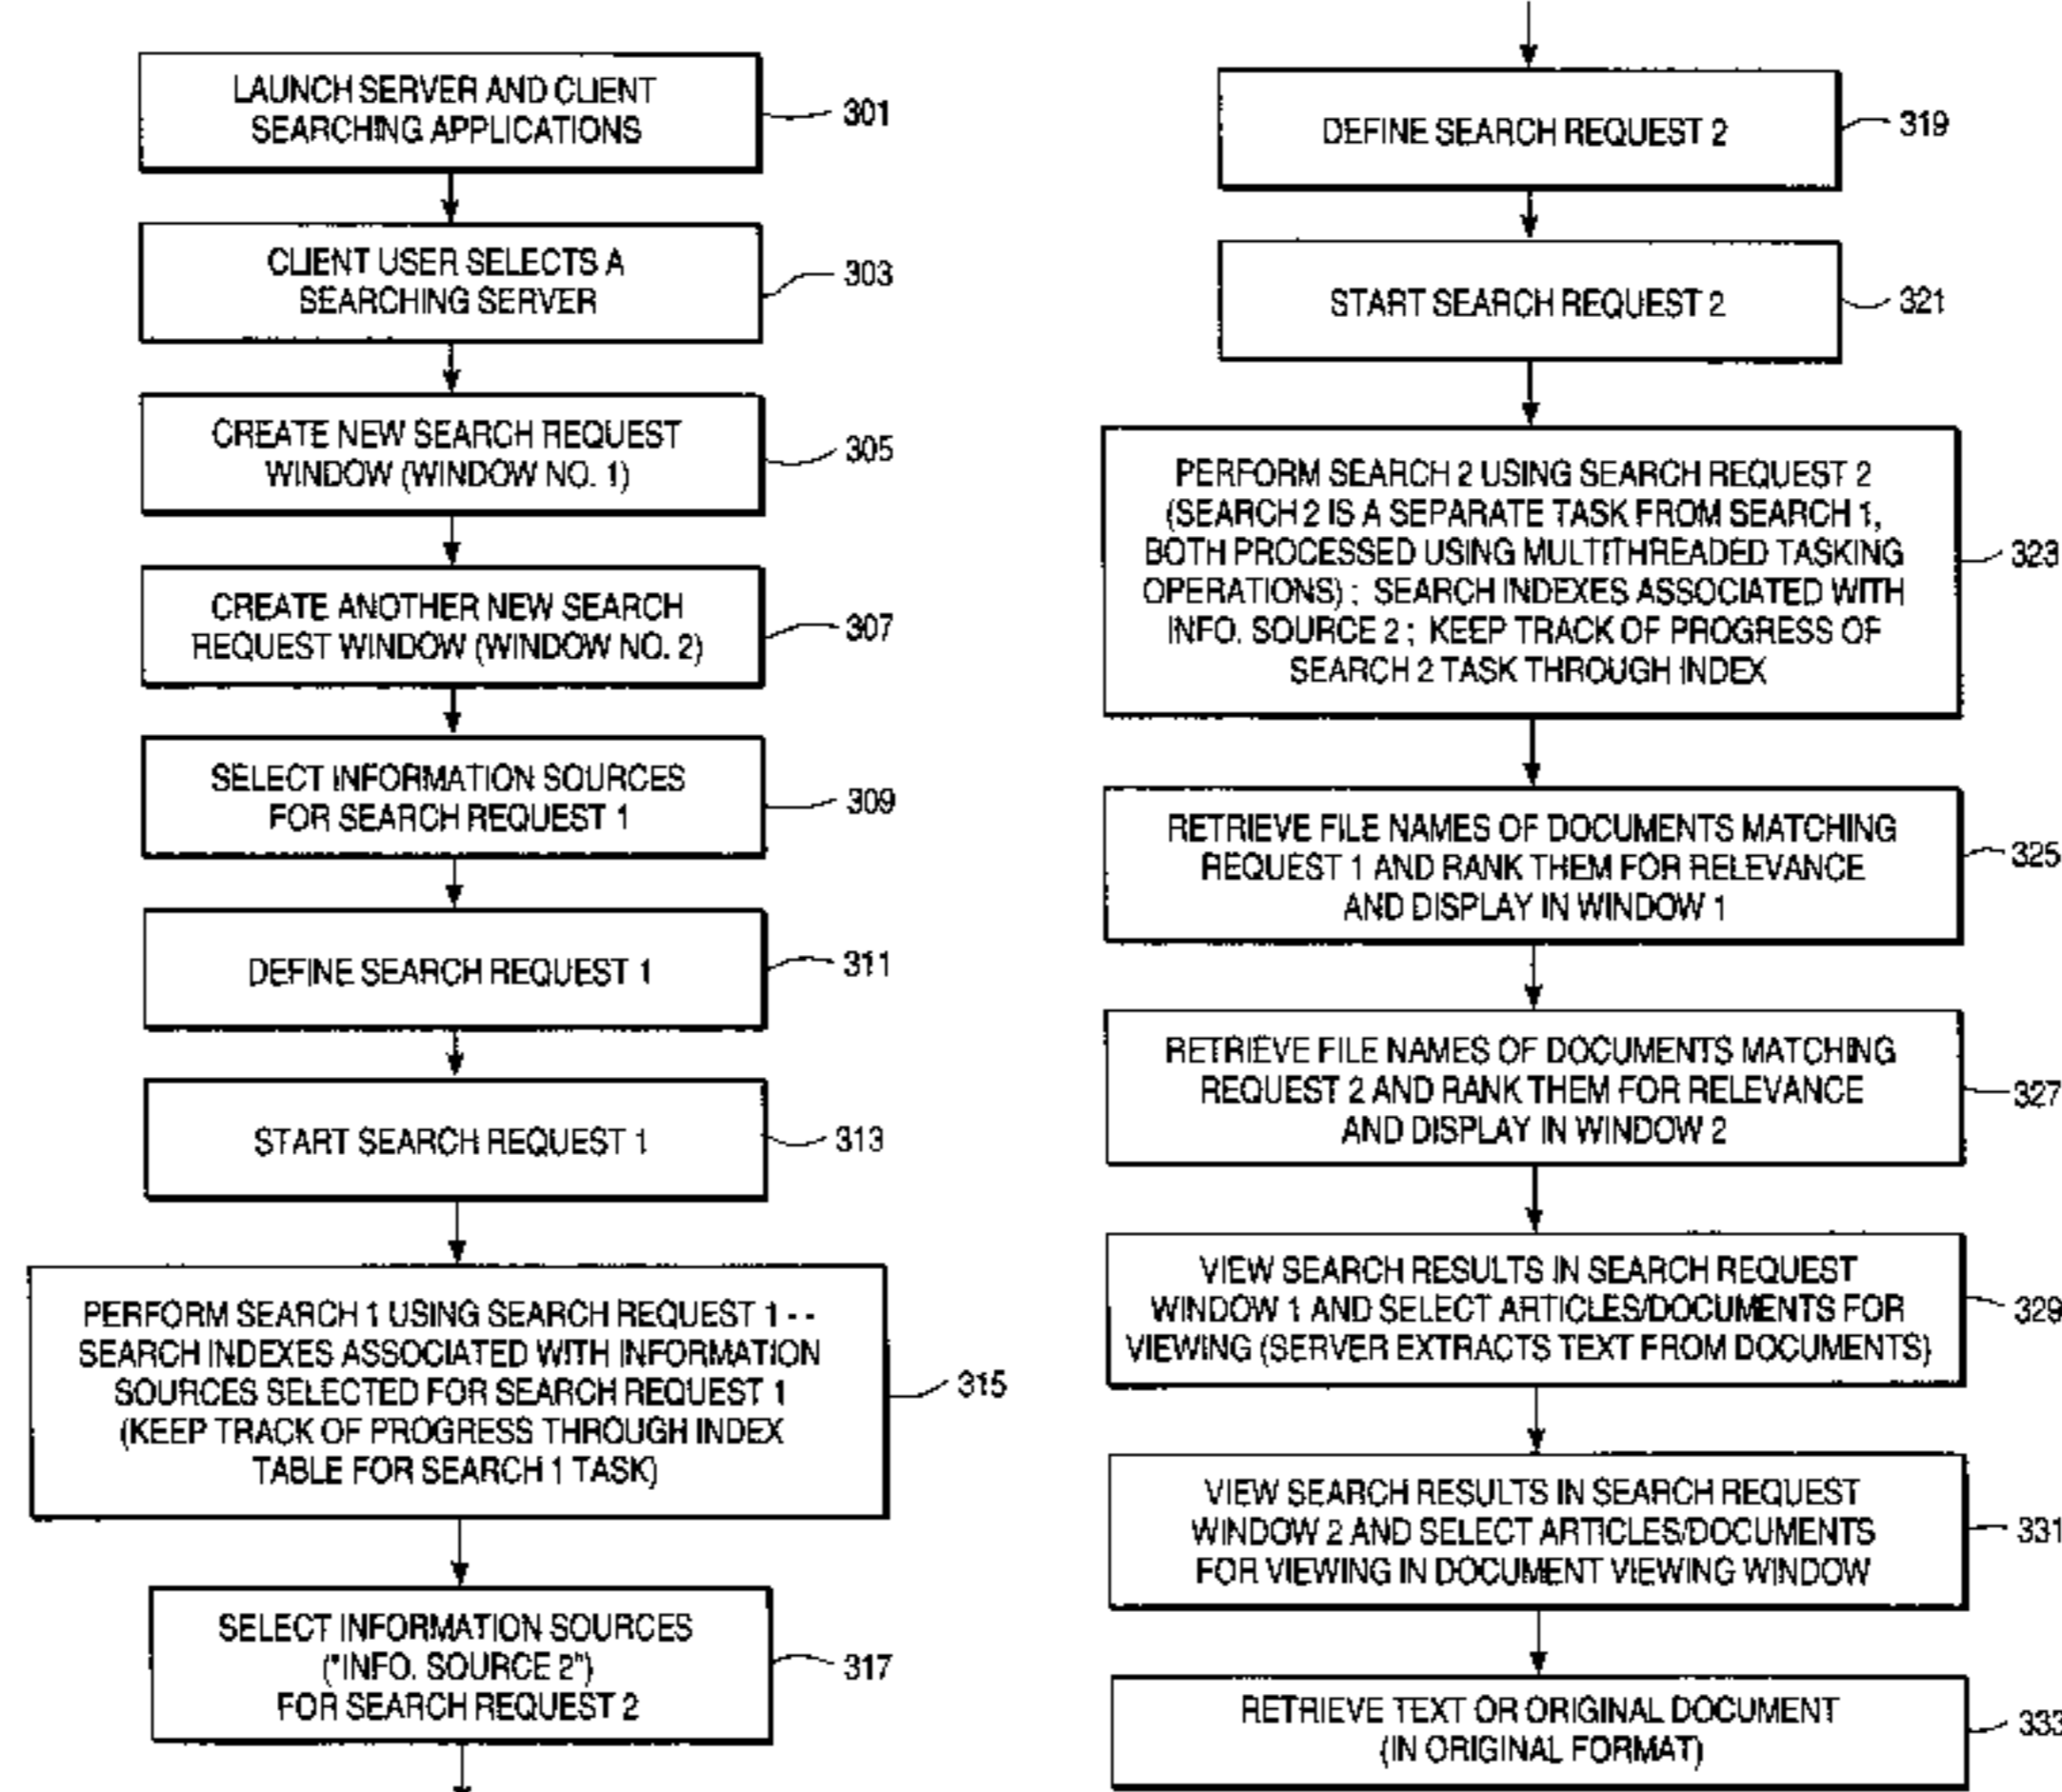 LAUNCH SERVER AND CLIENT
SEARCHING APPLICATIONS
301
CLIENT USER SELECTS A
SEARCHING SERVER
303
CREATE NEW SEARCH REQUEST
WINDOW (WINDOW NO. 1)
305
CREATE ANOTHER NEW SEARCH
REQUEST WINDOW (WINDOW NO. 2)
307
SELECT INFORMATION SOURCES
FOR SEARCH REQUEST 1
309
DEFINE SEARCH REQUEST 1
311
START SEARCH REQUEST 1
313
PERFORM SEARCH 1 USING SEARCH REQUEST 1 - -
SEARCH INDEXES ASSOCIATED WITH INFORMATION
SOURCES SELECTED FOR SEARCH REQUEST 1
(KEEP TRACK OF PROGRESS THROUGH INDEX
TABLE FOR SEARCH 1 TASK)
315
SELECT INFORMATION SOURCES
("INFO. SOURCE 2")
FOR SEARCH REQUEST 2
317
DEFINE SEARCH REQUEST 2
319
START SEARCH REQUEST 2
321
PERFORM SEARCH 2 USING SEARCH REQUEST 2
(SEARCH 2 IS A SEPARATE TASK FROM SEARCH 1,
BOTH PROCESSED USING MULTITHREADED TASKING
OPERATIONS) ; SEARCH INDEXES ASSOCIATED WITH
INFO. SOURCE 2 ; KEEP TRACK OF PROGRESS OF
SEARCH 2 TASK THROUGH INDEX
323
RETRIEVE FILE NAMES OF DOCUMENTS MATCHING
REQUEST 1 AND RANK THEM FOR RELEVANCE
AND DISPLAY IN WINDOW 1
325
RETRIEVE FILE NAMES OF DOCUMENTS MATCHING
REQUEST 2 AND RANK THEM FOR RELEVANCE
AND DISPLAY IN WINDOW 2
327
VIEW SEARCH RESULTS IN SEARCH REQUEST
WINDOW 1 AND SELECT ARTICLES/DOCUMENTS FOR
VIEWING (SERVER EXTRACTS TEXT FROM DOCUMENTS)
329
VIEW SEARCH RESULTS IN SEARCH REQUEST
WINDOW 2 AND SELECT ARTICLES/DOCUMENTS
FOR VIEWING IN DOCUMENT VIEWING WINDOW
331
RETRIEVE TEXT OR ORIGINAL DOCUMENT
(IN ORIGINAL FORMAT)
333